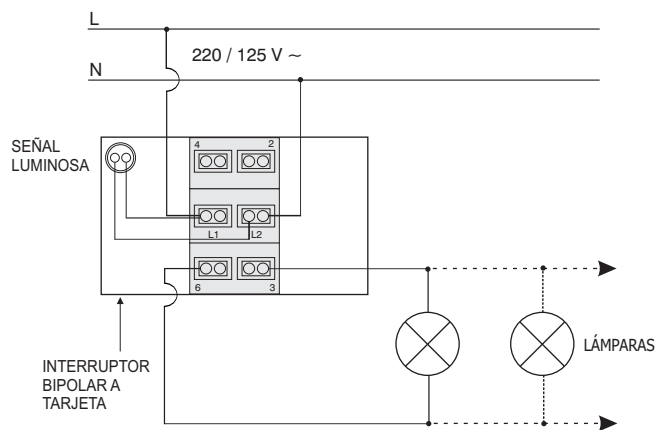 L
220 / 125 V ~
N
SEÑAL
LUMINOSA
4 2
L1 L2
6 3
INTERRUPTOR
BIPOLAR A
TARJETA
LÁMPARAS